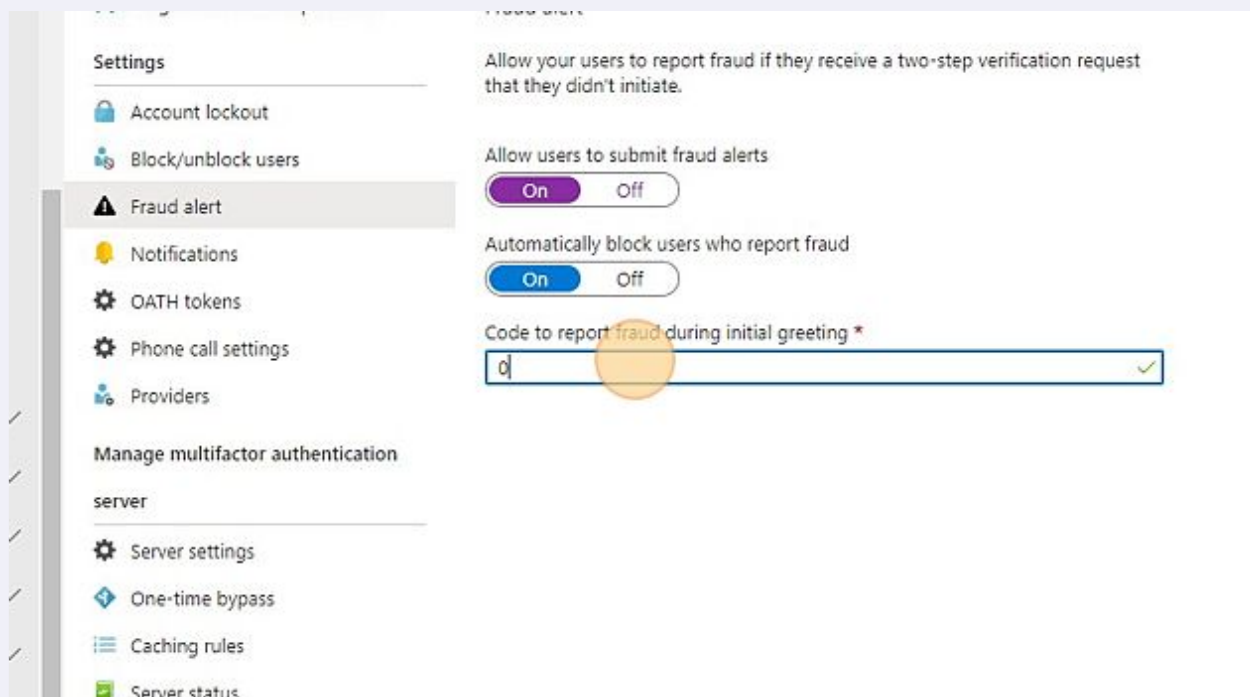 Settings
Account lockout
Block/unblock users
Fraud alert
Notifications
OATH tokens
Phone call settings
Providers
Manage multifactor authentication
server
Server settings
One-time bypass
Caching rules
Server status
Allow your users to report fraud if they receive a two-step verification request
that they didn't initiate.
Allow users to submit fraud alerts
On Off
Automatically block users who report fraud
On Off
Code to report fraud during initial greeting *
0